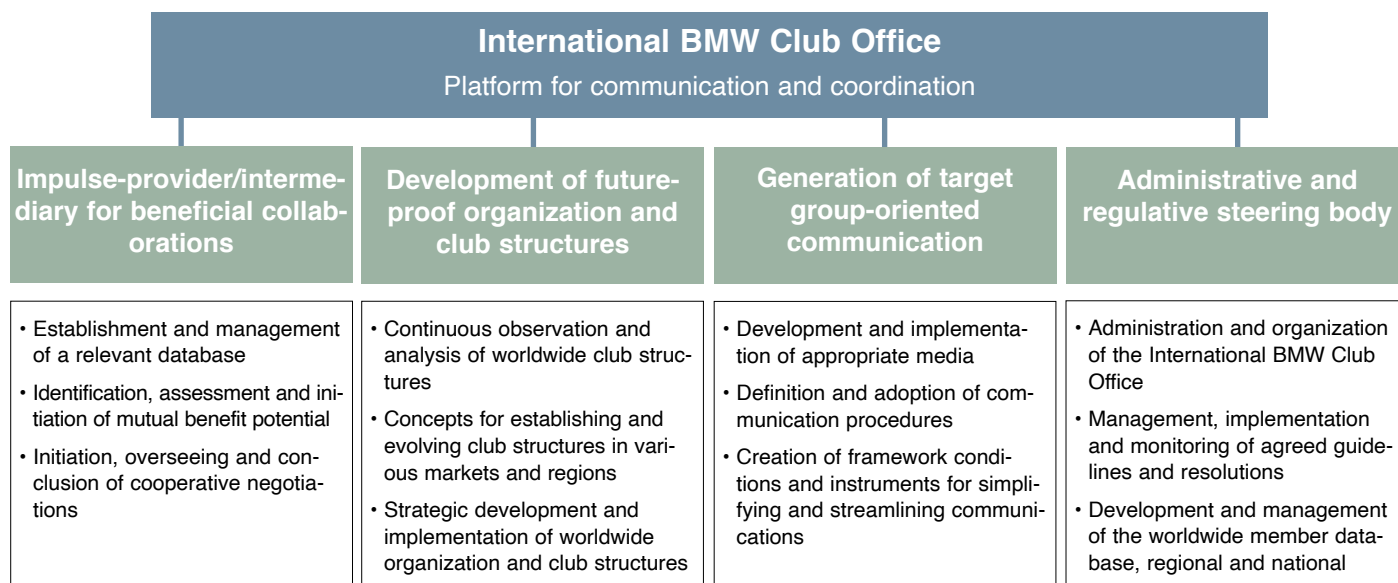 International BMW Club Office
Platform for communication and coordination
Impulse-provider/interme-
diary for beneficial collab-
orations
• Establishment and management
of a relevant database
• Identification, assessment and ini-
tiation of mutual benefit potential
• Initiation, overseeing and con-
clusion of cooperative negotia-
tions
Development of future-
proof organization and
club structures
• Continuous observation and
analysis of worldwide club struc-
tures
• Concepts for establishing and
evolving club structures in vari-
ous markets and regions
• Strategic development and
implementation of worldwide
organization and club structures
Generation of target
group-oriented
communication
• Development and implementa-
tion of appropriate media
• Definition and adoption of com-
munication procedures
• Creation of framework condi-
tions and instruments for simpli-
fying and streamlining communi-
cations
Administrative and
regulative steering body
• Administration and organization
of the International BMW Club
Office
• Management, implementation
and monitoring of agreed guide-
lines and resolutions
• Development and management
of the worldwide member data-
base, regional and national